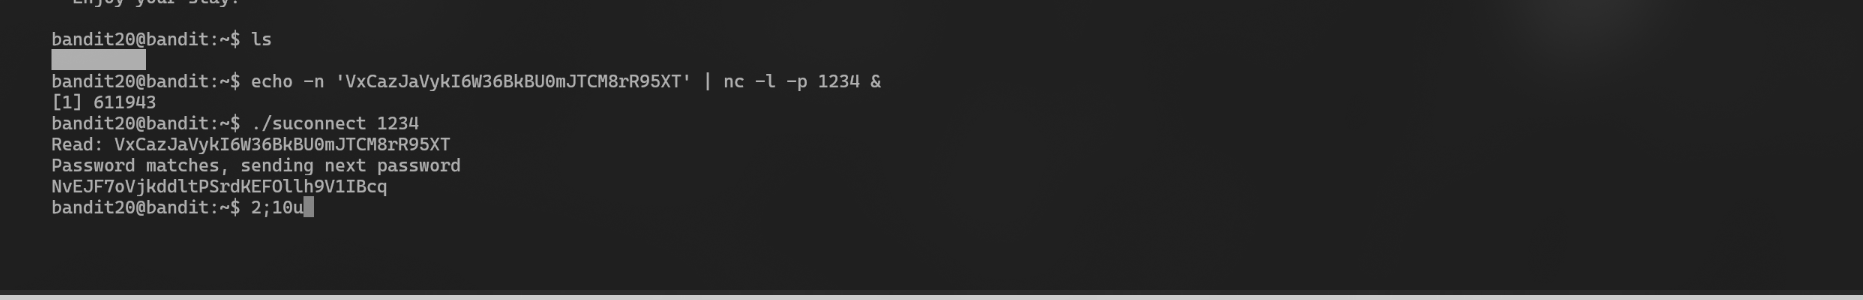 Enjoy your stay!
bandit20@bandit:~$ ls
bandit20@bandit:~$ echo -n 'VxCazJaVykI6W36BkBU0mJTCM8rR95XT' | nc -l -p 1234 &
[1] 611943
bandit20@bandit:~$ ./suconnect 1234
Read: VxCazJaVykI6W36BkBU0mJTCM8rR95XT
Password matches, sending next password
NvEJF7oVjkddltPSrdKEFOllh9V1IBcq
bandit20@bandit:~$ 2;10u